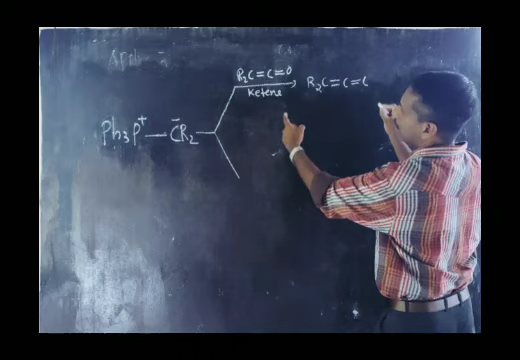 R₂C=C=O
Ketene
R₂C=C=C
Ph₃P⁺—C̄R₂